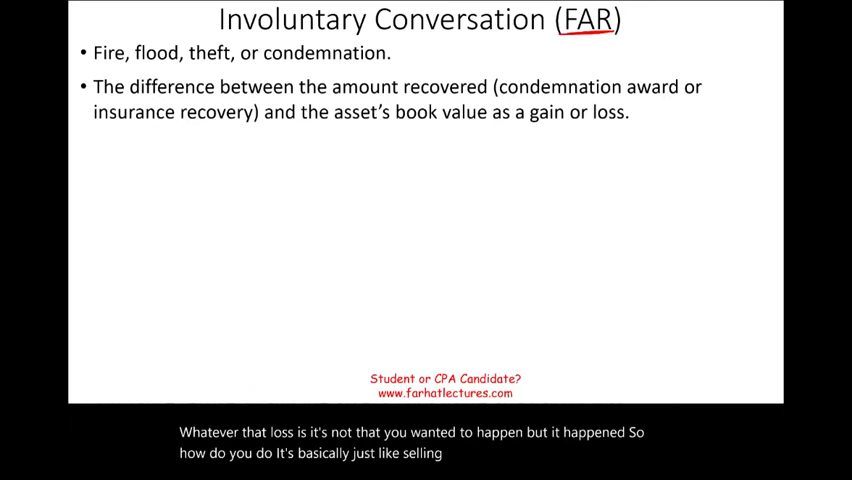 Involuntary Conversation (FAR)
• Fire, flood, theft, or condemnation.
• The difference between the amount recovered (condemnation award or
insurance recovery) and the asset’s book value as a gain or loss.
Student or CPA Candidate?
www.farhatlectures.com
Whatever that loss is it's not that you wanted to happen but it happened So
how do you do It's basically just like selling